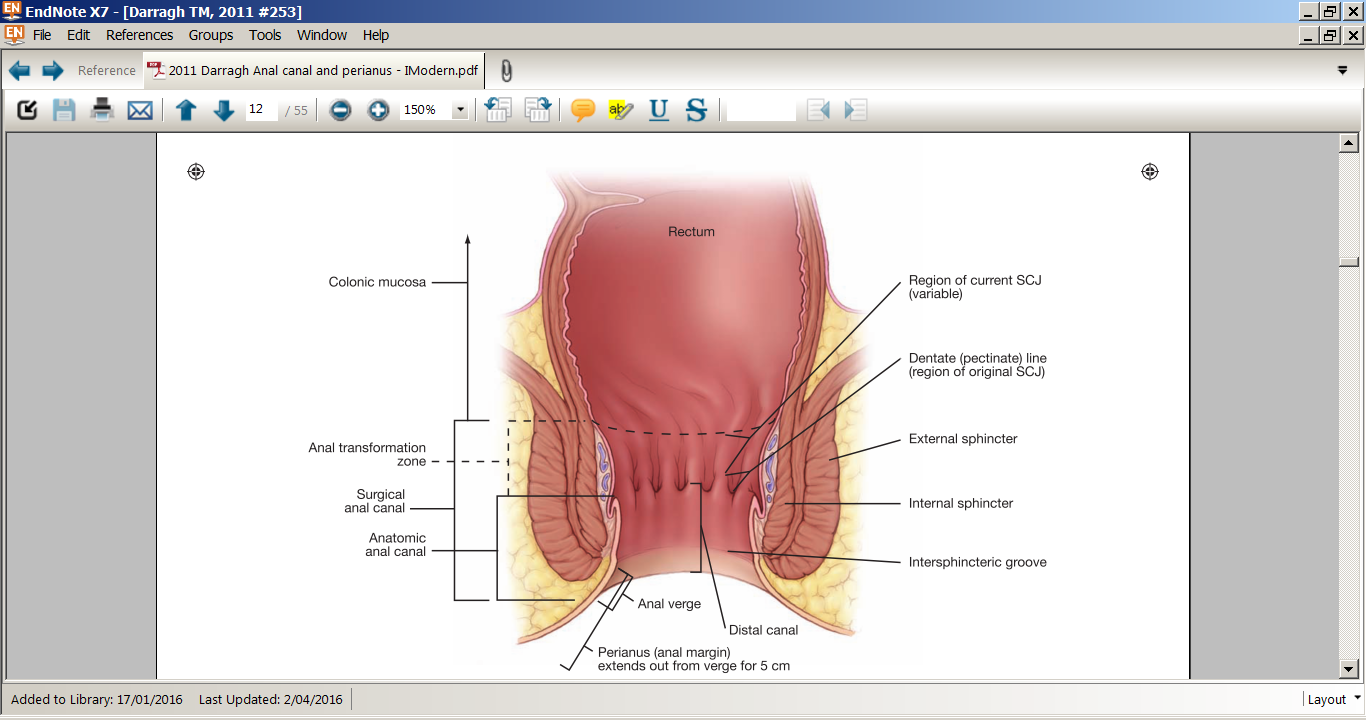 EndNote X7 - [Darragh TM, 2011 #253]
File Edit References Groups Tools Window Help
Reference 2011 Darragh Anal canal and perianus - IModern.pdf
12 / 55 150% ab U S
Rectum
Colonic mucosa
Region of current SCJ
(variable)
Dentate (pectinate) line
(region of original SCJ)
Anal transformation
zone
External sphincter
Surgical
anal canal
Internal sphincter
Anatomic
anal canal
Intersphincteric groove
Anal verge
Distal canal
Perianus (anal margin)
extends out from verge for 5 cm
Added to Library: 17/01/2016 Last Updated: 2/04/2016 Layout